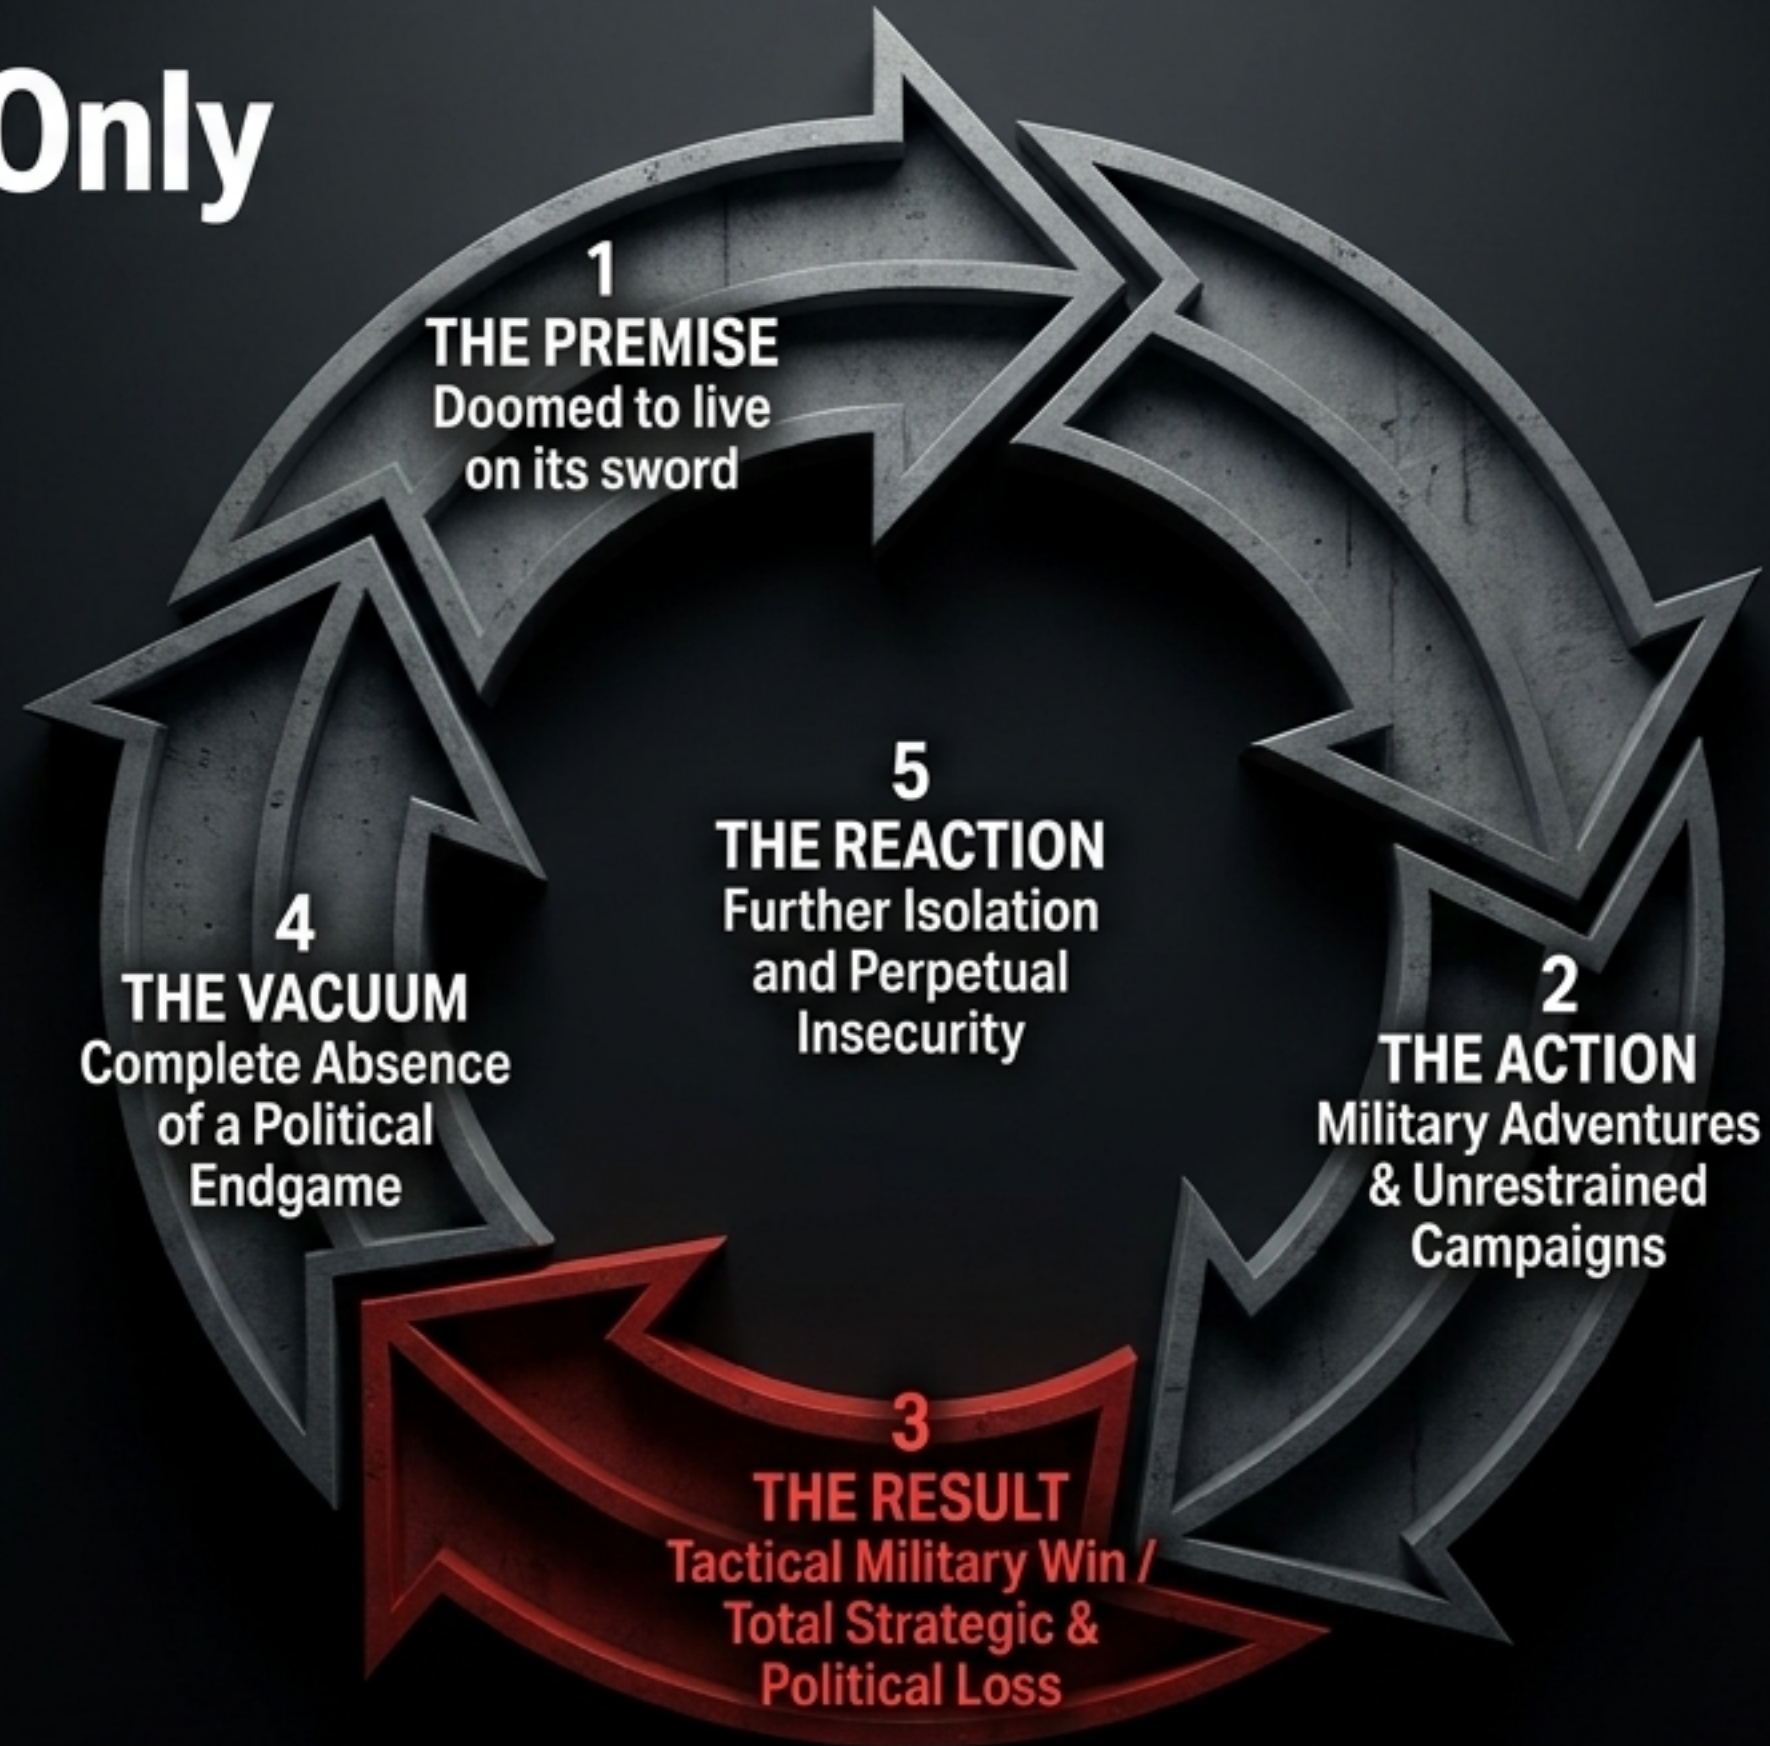 Only
1
THE PREMISE
Doomed to live
on its sword
2
THE ACTION
Military Adventures
& Unrestrained
Campaigns
3
THE RESULT
Tactical Military Win /
Total Strategic &
Political Loss
4
THE VACUUM
Complete Absence
of a Political
Endgame
5
THE REACTION
Further Isolation
and Perpetual
Insecurity